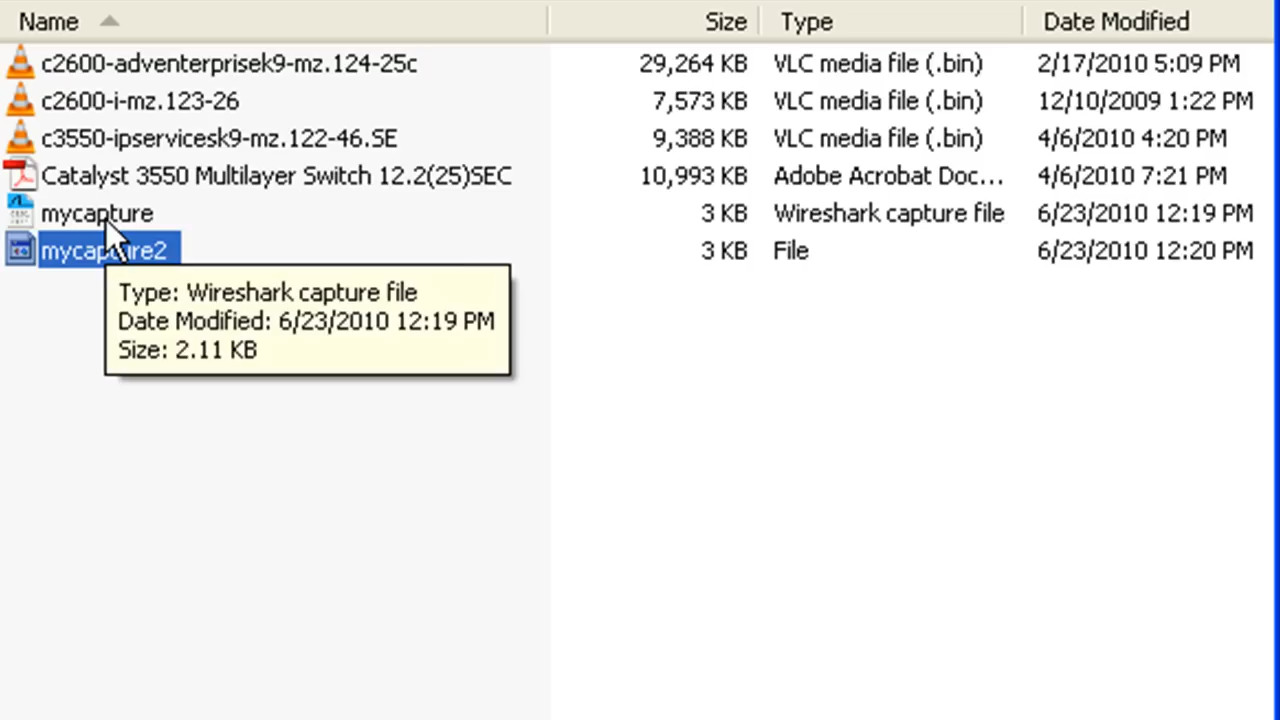 Name Size Type Date Modified
c2600-adventerprisek9-mz.124-25c 29,264 KB VLC media file (.bin) 2/17/2010 5:09 PM
c2600-i-mz.123-26 7,573 KB VLC media file (.bin) 12/10/2009 1:22 PM
c3550-ipservicesk9-mz.122-46.SE 9,388 KB VLC media file (.bin) 4/6/2010 4:20 PM
Catalyst 3550 Multilayer Switch 12.2(25)SEC 10,993 KB Adobe Acrobat Doc... 4/6/2010 7:21 PM
mycapture 3 KB Wireshark capture file 6/23/2010 12:19 PM
mycapture2 3 KB File 6/23/2010 12:20 PM
Type: Wireshark capture file
Date Modified: 6/23/2010 12:19 PM
Size: 2.11 KB